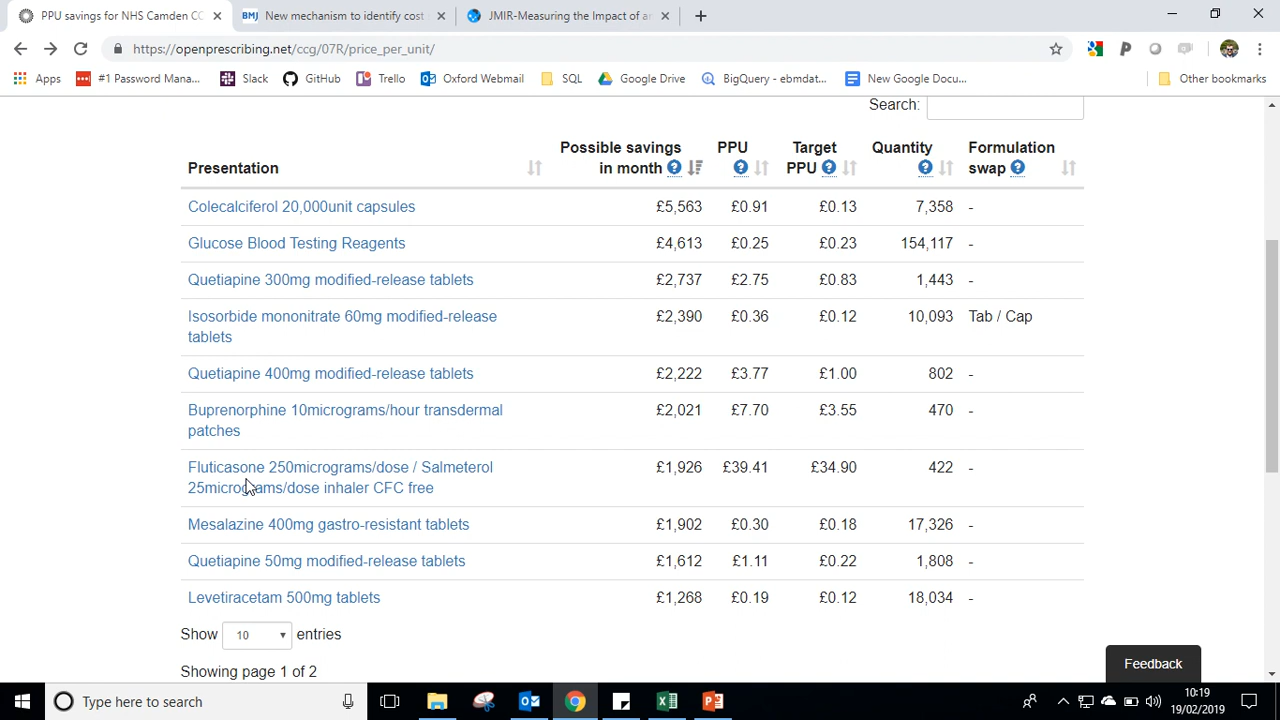 PPU savings for NHS Camden CC
New mechanism to identify cost
JMIR-Measuring the Impact of an
https://openprescribing.net/ccg/07R/price_per_unit/
Apps
#1 Password Mana...
Slack
GitHub
Trello
Oxford Webmail
SQL
Google Drive
BigQuery - ebmdat...
New Google Docu...
Other bookmarks
Search:
Presentation Possible savings in month ? PPU ? Target PPU ? Quantity ? Formulation swap ?
Colecalciferol 20,000unit capsules £5,563 £0.91 £0.13 7,358 -
Glucose Blood Testing Reagents £4,613 £0.25 £0.23 154,117 -
Quetiapine 300mg modified-release tablets £2,737 £2.75 £0.83 1,443 -
Isosorbide mononitrate 60mg modified-release £2,390 £0.36 £0.12 10,093 Tab / Cap
tablets
Quetiapine 400mg modified-release tablets £2,222 £3.77 £1.00 802 -
Buprenorphine 10micrograms/hour transdermal £2,021 £7.70 £3.55 470 -
patches
Fluticasone 250micrograms/dose / Salmeterol £1,926 £39.41 £34.90 422 -
25micrograms/dose inhaler CFC free
Mesalazine 400mg gastro-resistant tablets £1,902 £0.30 £0.18 17,326 -
Quetiapine 50mg modified-release tablets £1,612 £1.11 £0.22 1,808 -
Levetiracetam 500mg tablets £1,268 £0.19 £0.12 18,034 -
Show 10 entries
Showing page 1 of 2
Feedback
Type here to search
10:19
19/02/2019